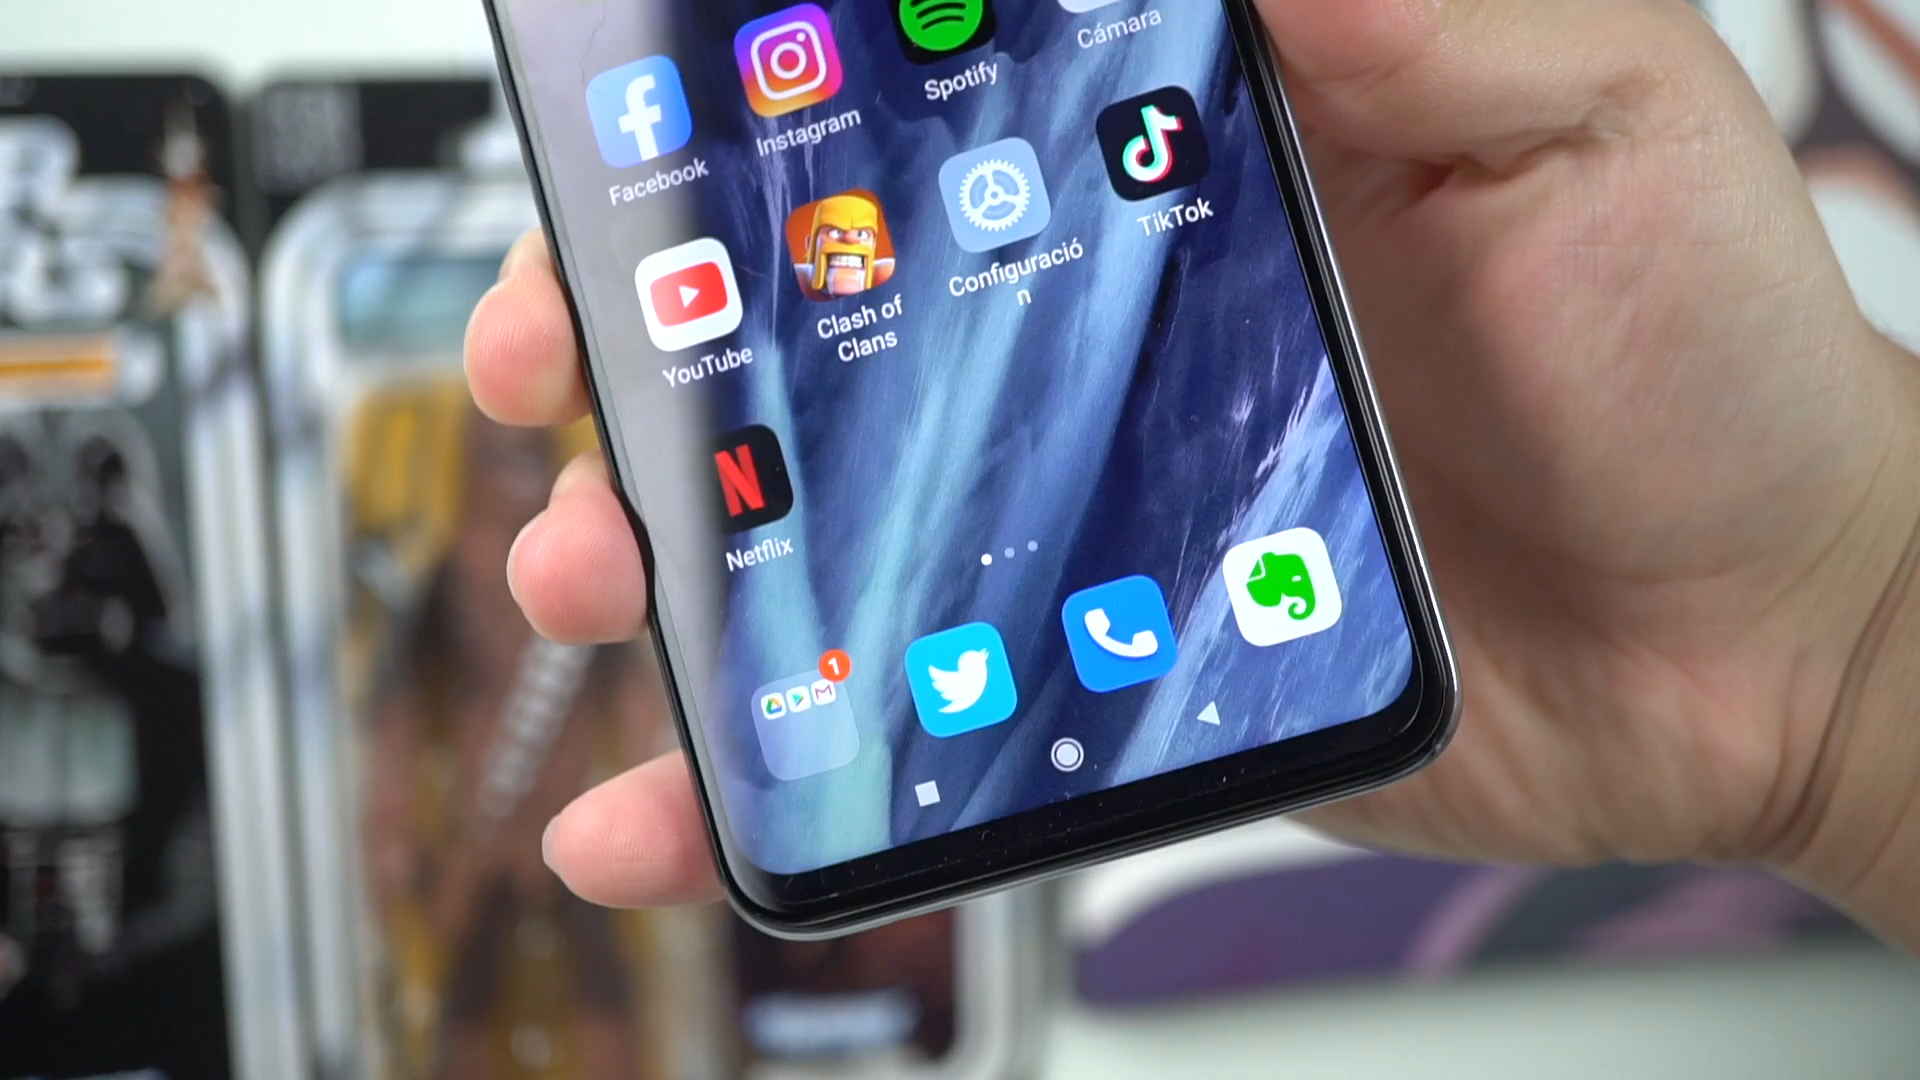 Cámara
Spotify
Instagram
Facebook
TikTok
Configuració
n
Clash of
Clans
YouTube
N
Netflix
1